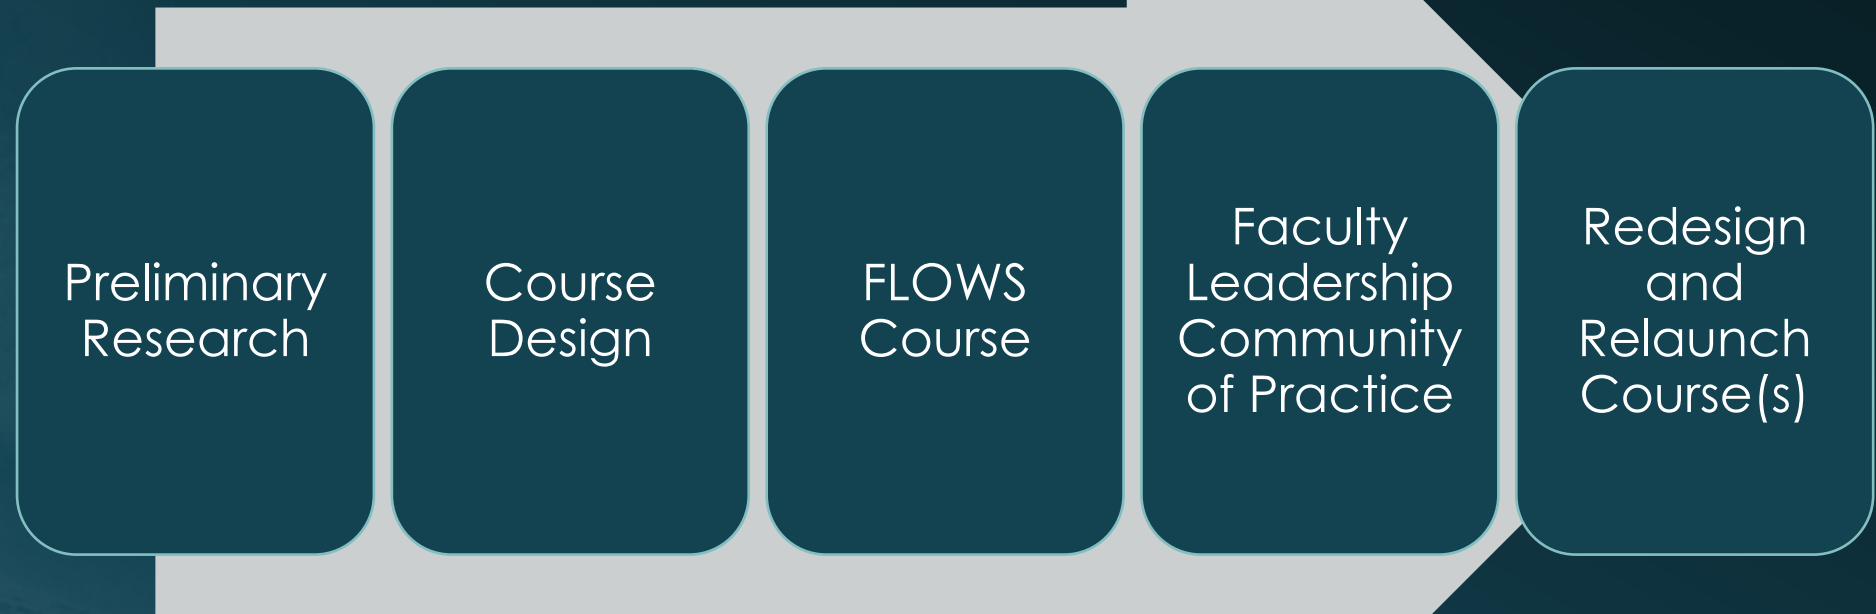 Preliminary
Research
Course
Design
FLOWS
Course
Faculty
Leadership
Community
of Practice
Redesign
and
Relaunch
Course(s)